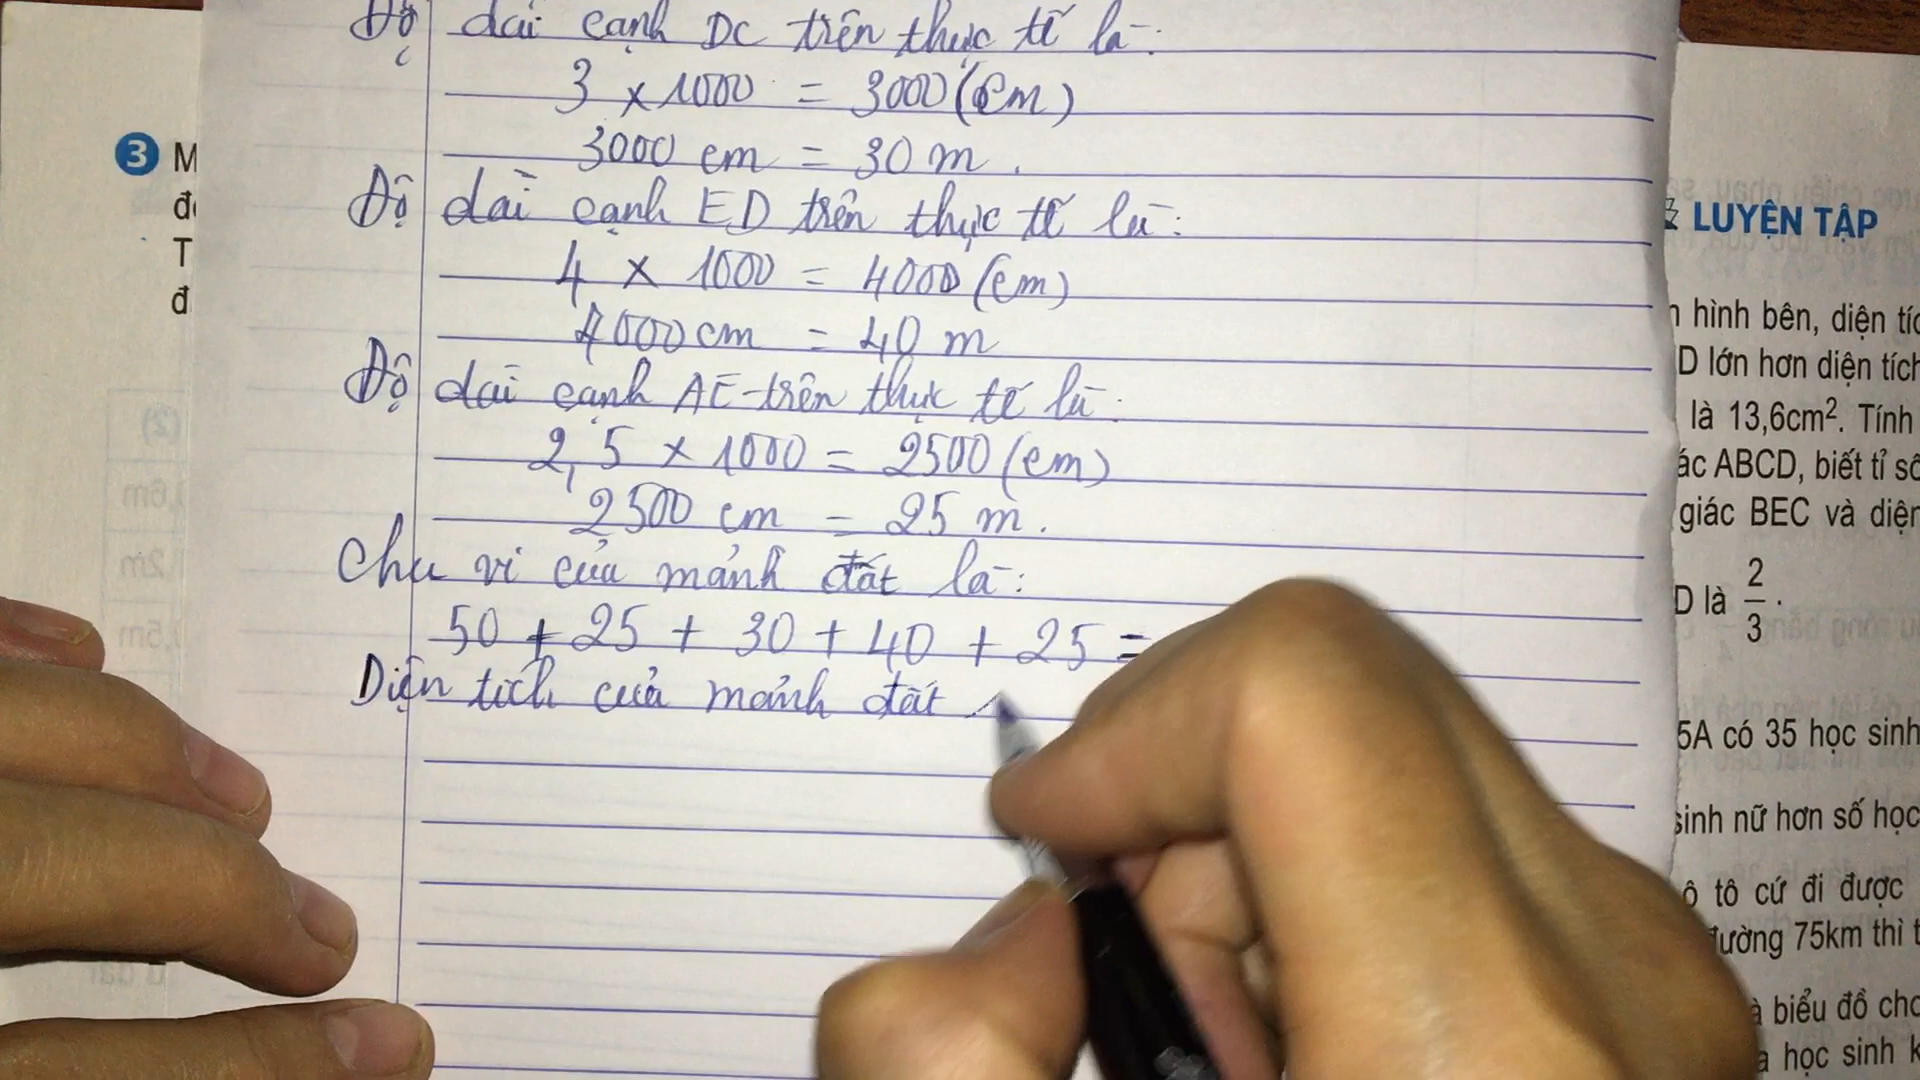 Độ dài cạnh DC trên thực tế là:
3 x 1000 = 3000 (cm)
3000 cm = 30 m.
Độ dài cạnh ED trên thực tế là:
4 x 1000 = 4000 (cm)
4000 cm = 40 m
Độ dài cạnh AE trên thực tế là:
2,5 x 1000 = 2500 (cm)
2500 cm = 25 m.
Chu vi của mảnh đất là:
50 + 25 + 30 + 40 + 25 =
Diện tích của mảnh đất
3 M
T
đ
LUYỆN TẬP
hình bên, diện
D lớn hơn diện tích
là 13,6cm². Tính
ABCD, biết tỉ số
giác BEC và diện
D là 2/3.
5A có 35 học sinh
sinh nữ hơn số học
ô tô cứ đi được
đường 75km thì
biểu đồ
học sinh